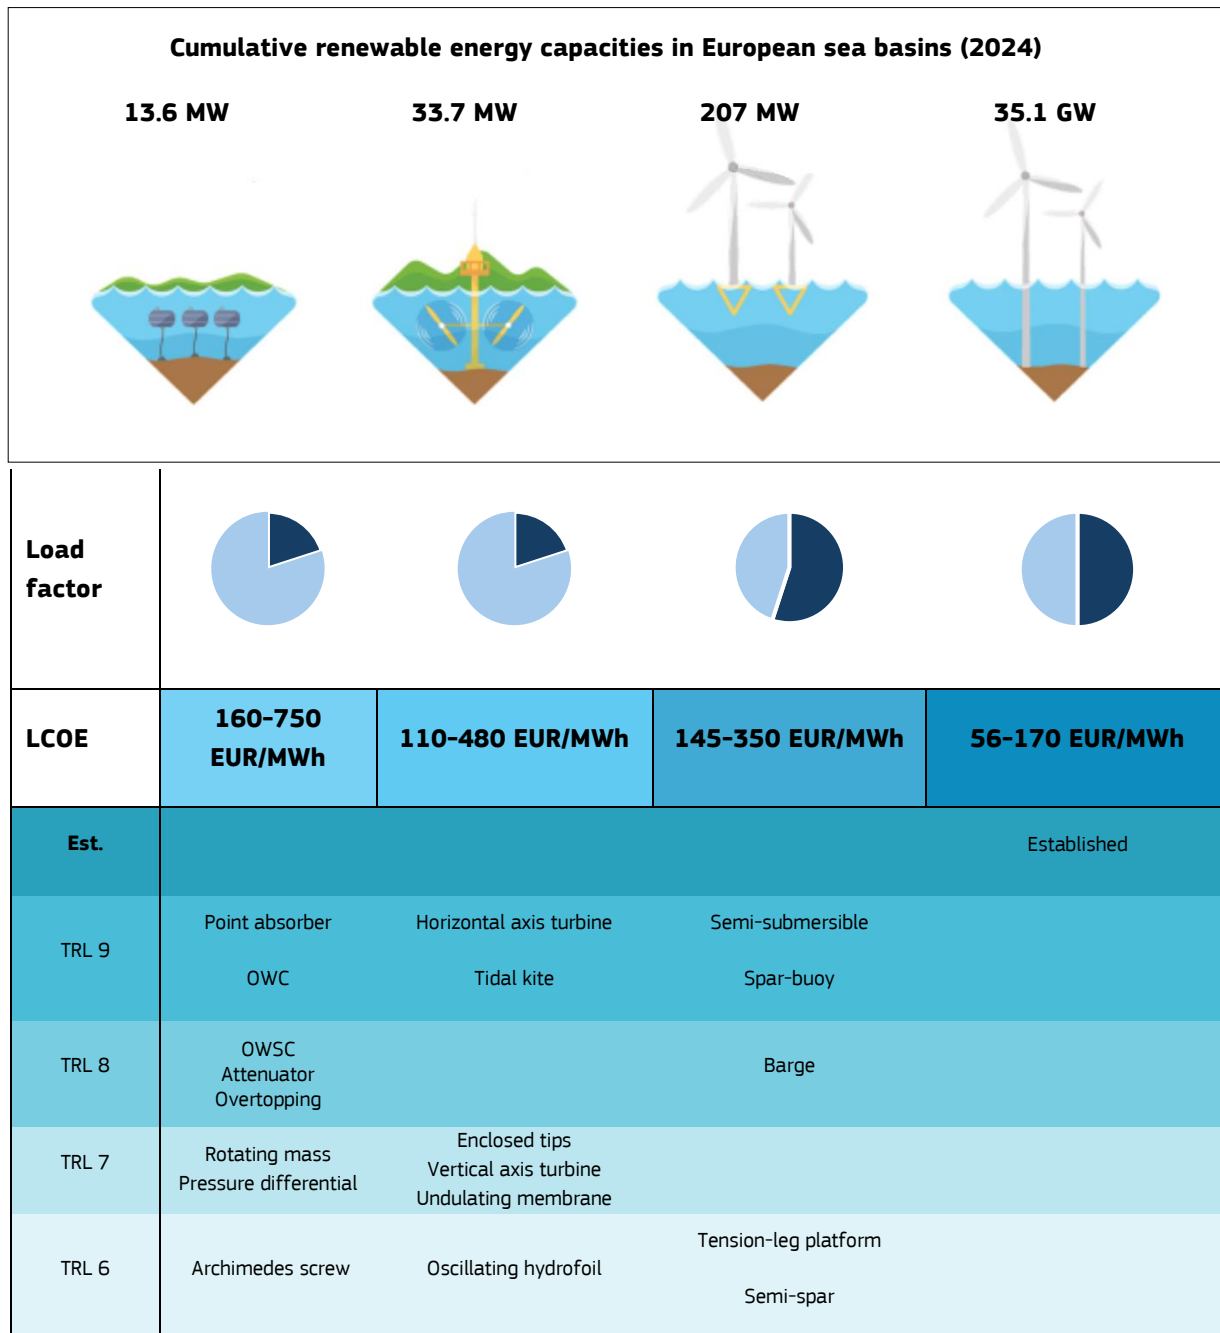 Cumulative renewable energy capacities in European sea basins (2024)
13.6 MW
33.7 MW
207 MW
35.1 GW
Load
factor
LCOE
160-750
EUR/MWh
110-480 EUR/MWh
145-350 EUR/MWh
56-170 EUR/MWh
Est.
Established
TRL 9
Point absorber
OWC
Horizontal axis turbine
Tidal kite
Semi-submersible
Spar-buoy
TRL 8
OWSC
Attenuator
Overtopping
Barge
TRL 7
Rotating mass
Pressure differential
Enclosed tips
Vertical axis turbine
Undulating membrane
TRL 6
Archimedes screw
Oscillating hydrofoil
Tension-leg platform
Semi-spar